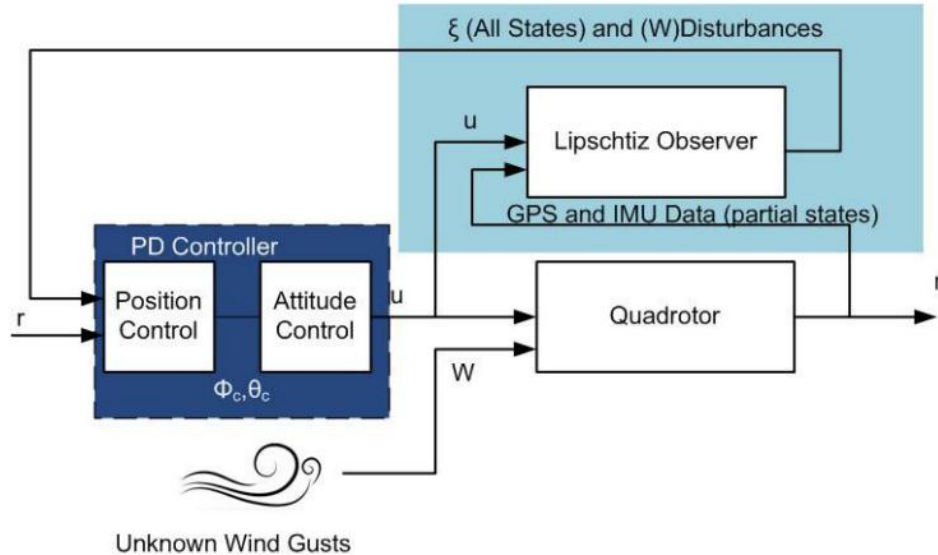 ξ (All States) and (W)Disturbances
u
Lipschtiz Observer
GPS and IMU Data (partial states)
PD Controller
Position
Control
Attitude
Control
r
u
Quadrotor
W
Φc,θc
Unknown Wind Gusts